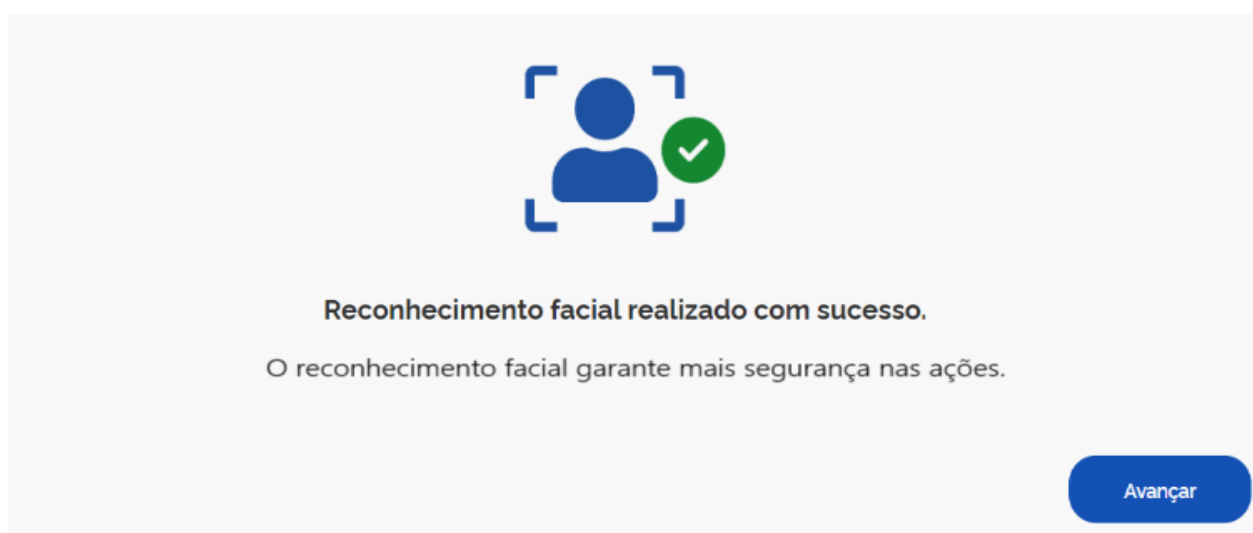 Reconhecimento facial realizado com sucesso.
O reconhecimento facial garante mais segurança nas ações.
Avançar